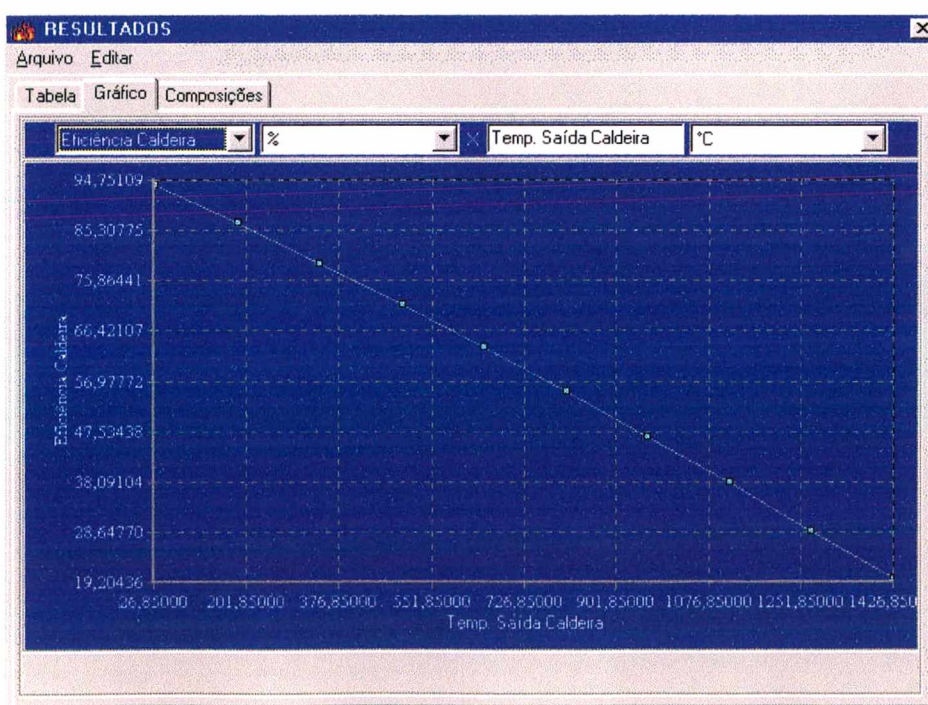 RESULTADOS
Arquivo Editar
Tabela Gráfico Composições
Eficiência Caldeira % X Temp. Saída Caldeira °C
94,75109
85,30775
75,86441
66,42107
56,97772
47,53438
38,09104
28,64770
19,20436
Eficiência Caldeira
26,85000 201,85000 376,85000 551,85000 726,85000 901,85000 1076,85000 1251,85000 1426,850
Temp. Saída Caldeira